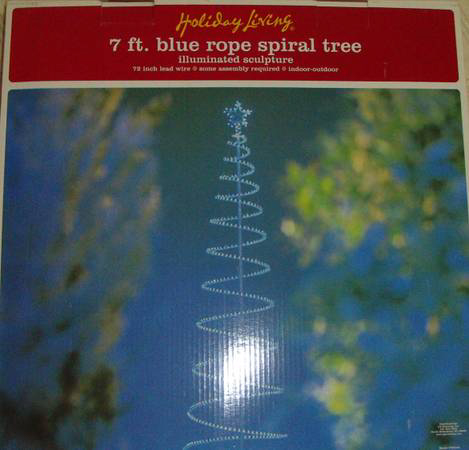 Holiday Living®
7 ft. blue rope spiral tree
illuminated sculpture
72 inch lead wire ◊ some assembly required ◊ indoor-outdoor